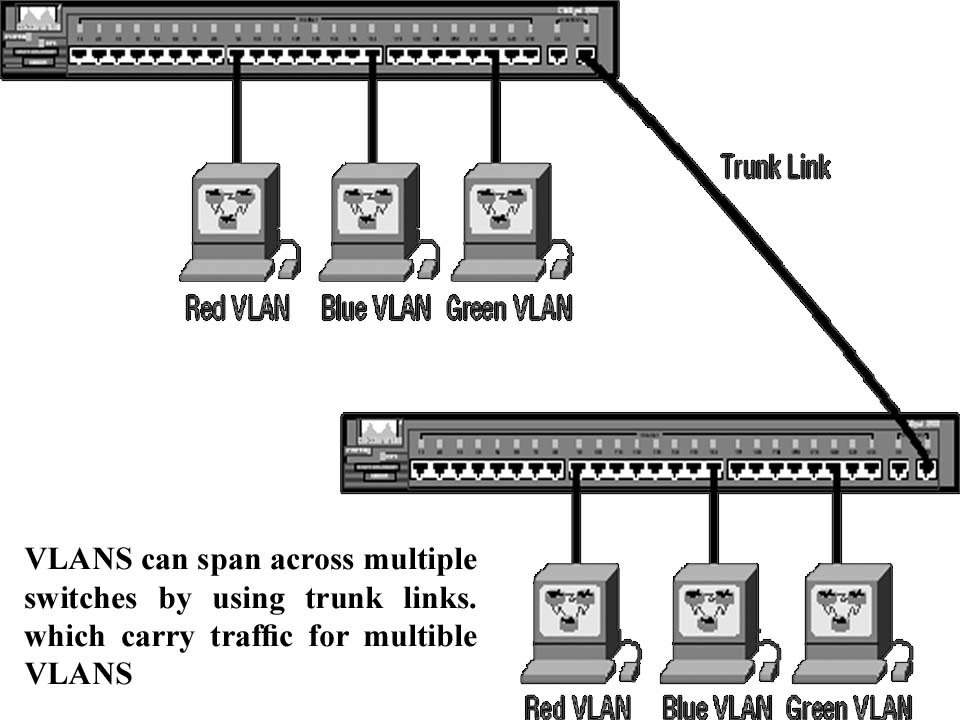 Trunk Link
Red VLAN
Blue VLAN
Green VLAN
VLANS can span across multiple
switches by using trunk links.
which carry traffic for multible
VLANS
Red VLAN
Blue VLAN
Green VLAN